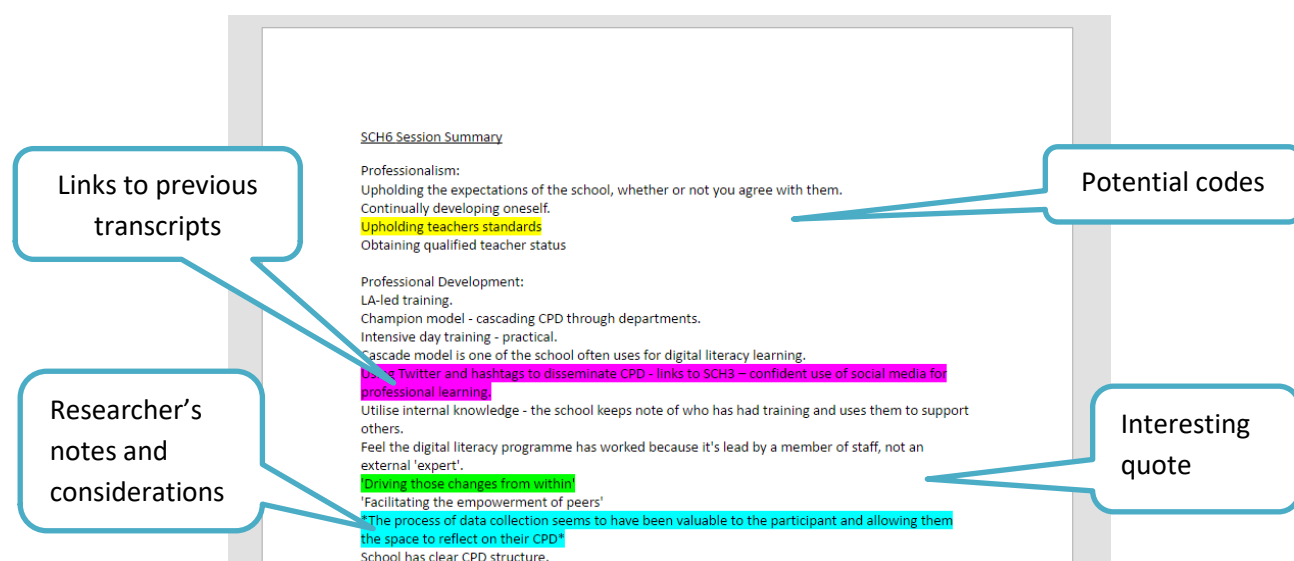 SCH6 Session Summary
Professionalism:
Upholding the expectations of the school, whether or not you agree with them.
Continually developing oneself.
Upholding teachers standards
Obtaining qualified teacher status
Professional Development:
LA-led training.
Champion model - cascading CPD through departments.
Intensive day training - practical.
Cascade model is one of the school often uses for digital literacy learning.
Using Twitter and hashtags to disseminate CPD - links to SCH3 – confident use of social media for
professional learning.
Utilise internal knowledge - the school keeps note of who has had training and uses them to support
others.
Feel the digital literacy programme has worked because it's lead by a member of staff, not an
external 'expert'.
'Driving those changes from within'
'Facilitating the empowerment of peers'
*The process of data collection seems to have been valuable to the participant and allowing them
the space to reflect on their CPD*
School has clear CPD structure.
Links to previous
transcripts
Researcher’s
notes and
considerations
Potential codes
Interesting
quote